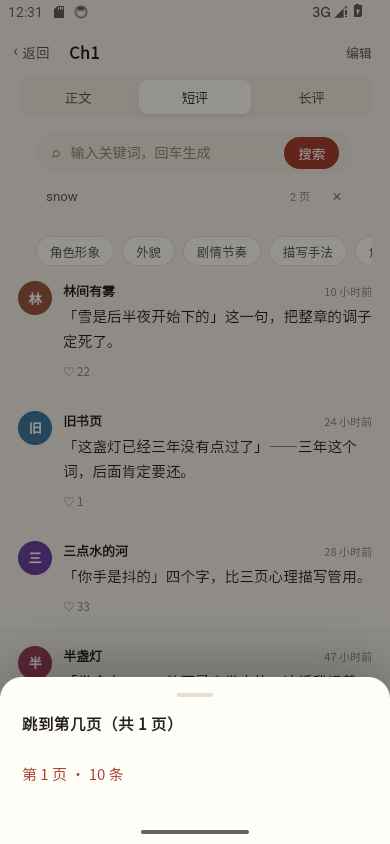 12:31
3G
‹ 返回
Ch1
编辑
正文
短评
长评
输入关键词，回车生成
搜索
snow
2 页
×
角色形象
外貌
剧情节奏
描写手法
林
林间有雾
10 小时前
「雪是后半夜开始下的」这一句，把整章的调子
定死了。
♡ 22
旧
旧书页
24 小时前
「这盏灯已经三年没有点过了」——三年这个
词，后面肯定要还。
♡ 1
三
三点水的河
28 小时前
「你手是抖的」四个字，比三页心理描写管用。
♡ 33
半
半盏灯
47 小时前
跳到第几页（共 1 页）
第 1 页 · 10 条